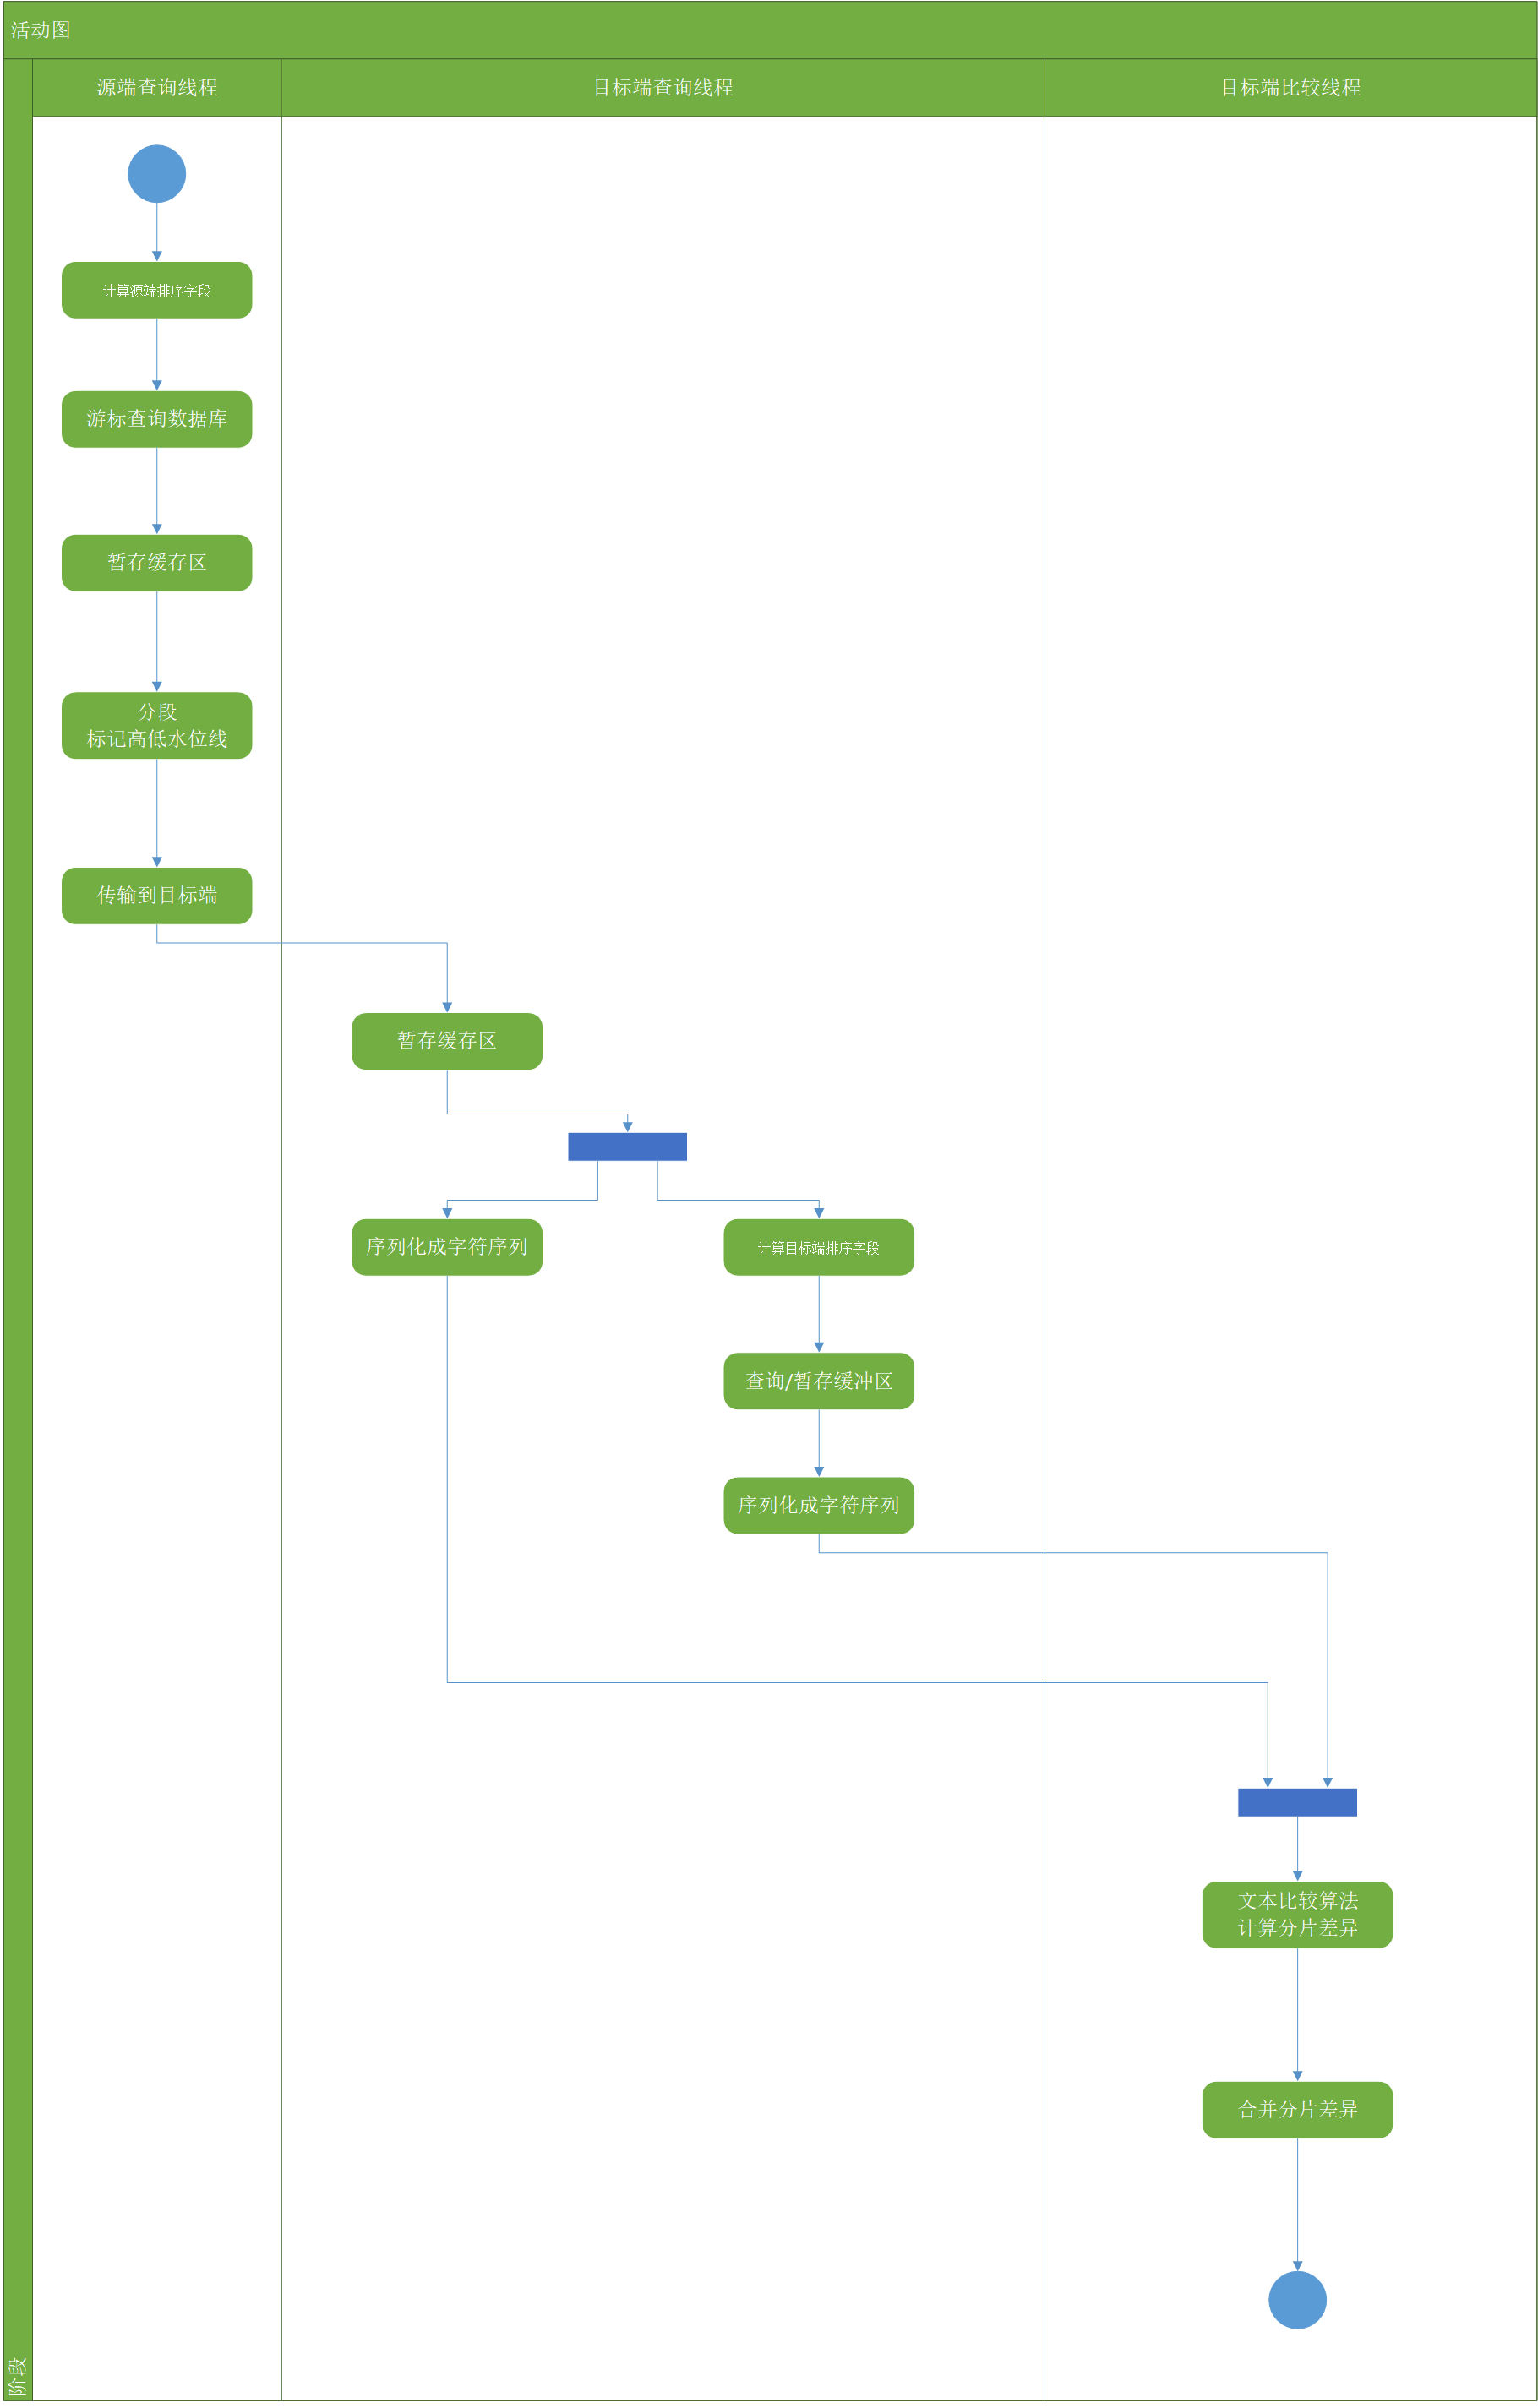 活动图
源端查询线程
目标端查询线程
目标端比较线程
计算源端排序字段
游标查询数据库
暂存缓存区
分段
标记高低水位线
传输到目标端
暂存缓存区
序列化成字符序列
计算目标端排序字段
查询/暂存缓冲区
序列化成字符序列
文本比较算法
计算分片差异
合并分片差异
阶段